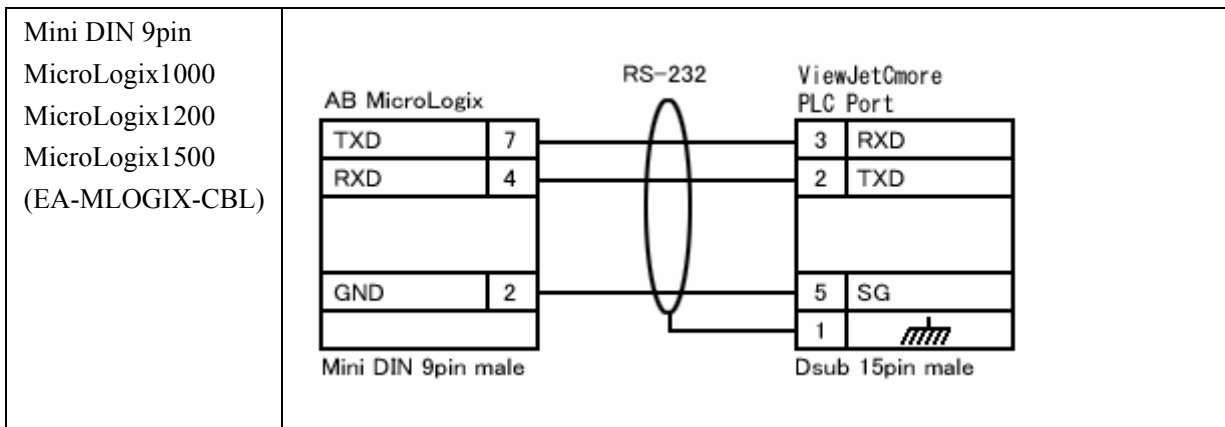 Mini DIN 9pin
MicroLogix1000
MicroLogix1200
MicroLogix1500
(EA-MLOGIX-CBL)
RS-232
ViewJetCmore
AB MicroLogix
PLC Port
TXD 7
3 RXD
RXD 4
2 TXD
GND 2
5 SG
1
Mini DIN 9pin male
Dsub 15pin male